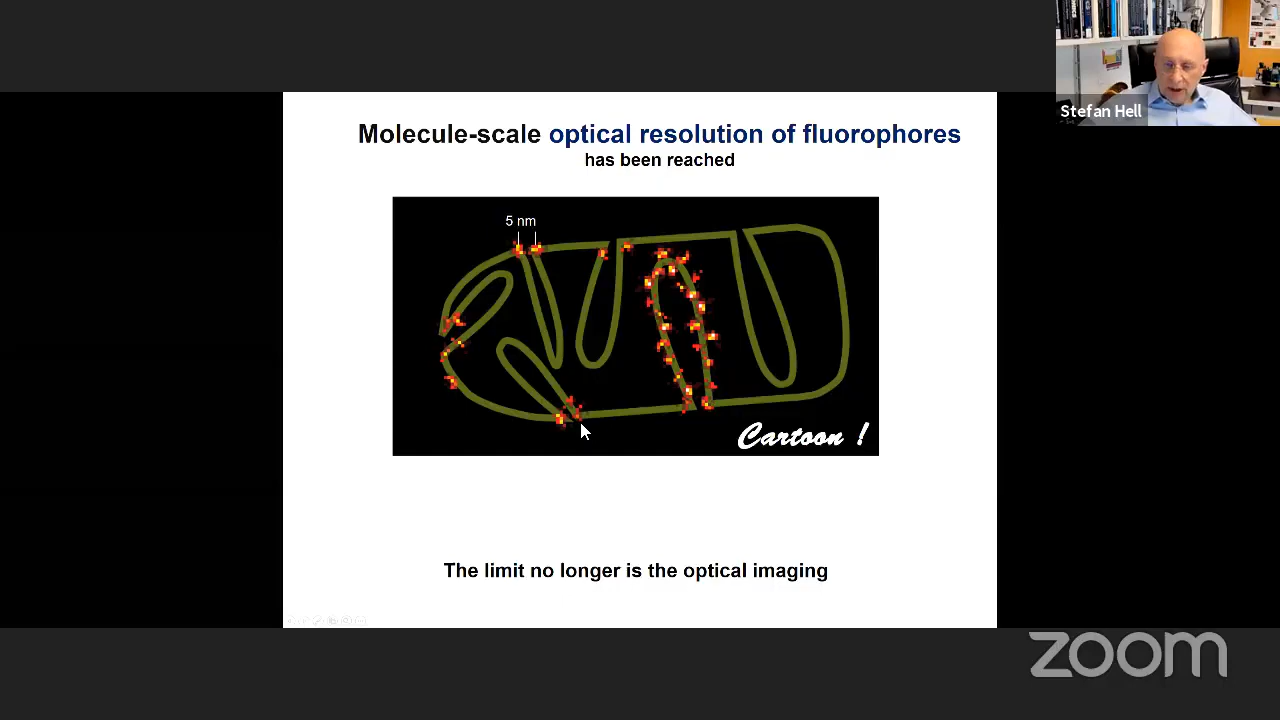 Stefan Hell
Molecule-scale optical resolution of fluorophores
has been reached
5 nm
Cartoon !
The limit no longer is the optical imaging
zoom